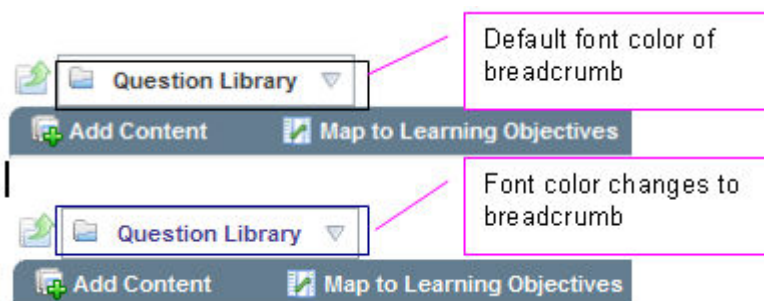 Default font color of
breadcrumb
Question Library
Add Content Map to Learning Objectives
Font color changes to
breadcrumb
Question Library
Add Content Map to Learning Objectives